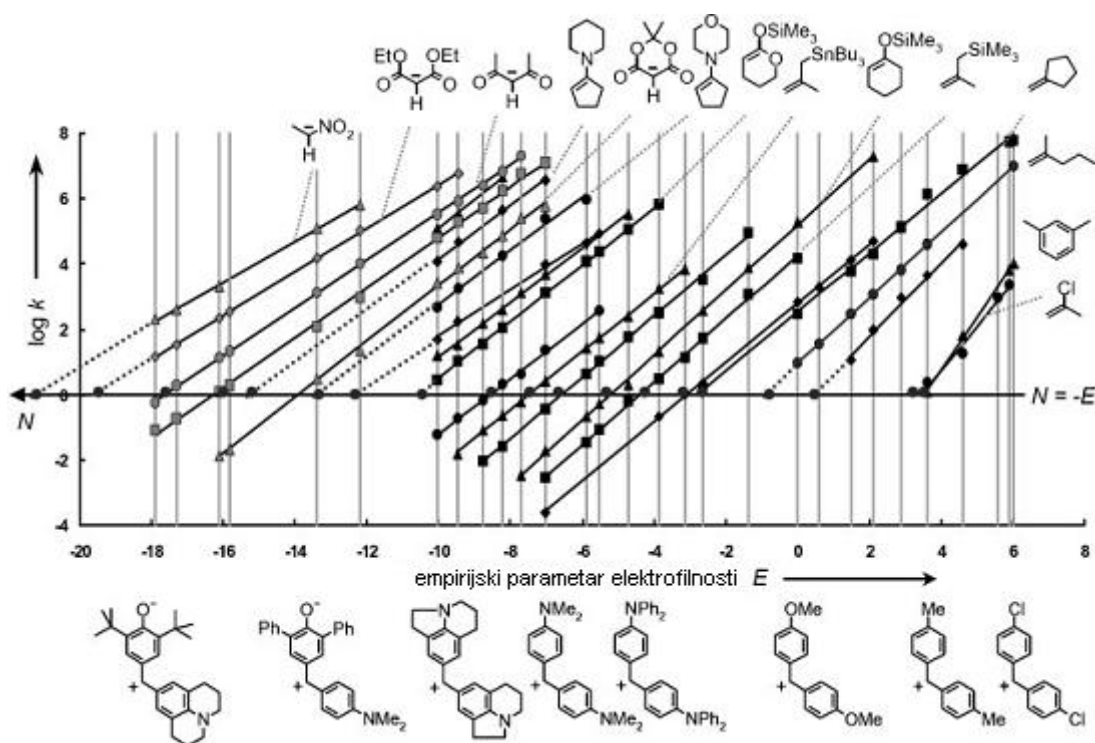 OSiMe3
OSiMe3
OEt OEt
N
O O
O
N
O
SnBu3
SiMe3
O O
H
O O
H
O O
H
NO2
H
8
6
4
2
0
-2
-4
log k
N
N = -E
Cl
-20 -18 -16 -14 -12 -10 -8 -6 -4 -2 0 2 4 6 8
empirijski parametar elektrofilnosti E
O-
O-
Ph Ph
N
NMe2
NPh2
OMe
Me
Cl
+ + + + + + + +
N
NMe2
N
NMe2
NPh2
OMe
Me
Cl